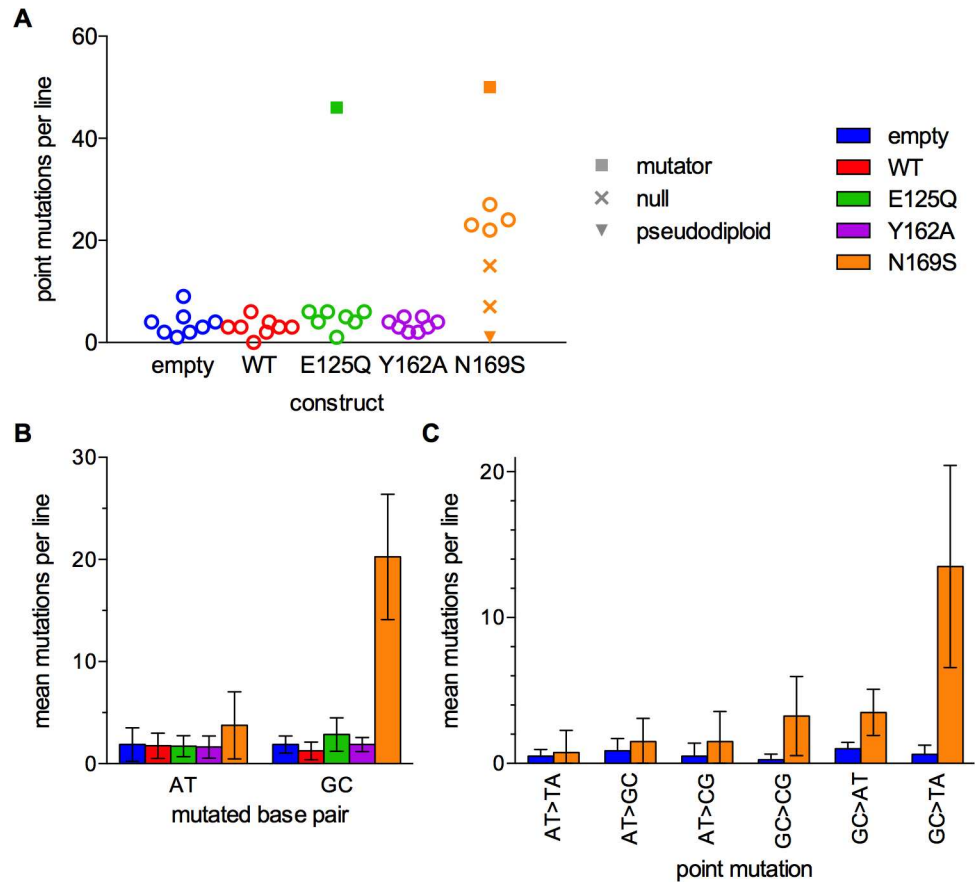 A
60
40
20
0
point mutations per line
empty WT E125Q Y162A N169S
construct
mutator
null
pseudodiploid
empty
WT
E125Q
Y162A
N169S
B
30
20
10
0
mean mutations per line
AT GC
mutated base pair
C
20
10
0
mean mutations per line
AT>TA
AT>GC
AT>CG
GC>CG
GC>AT
GC>TA
point mutation